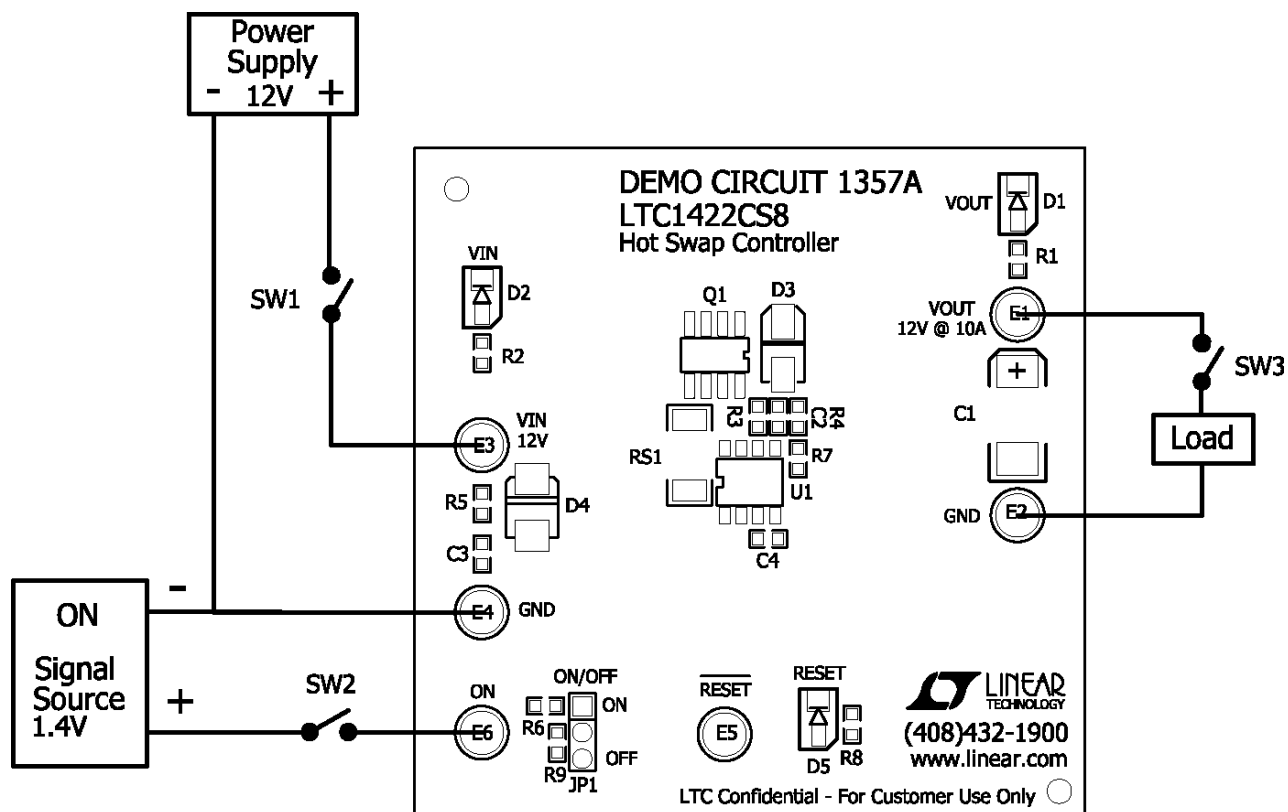 Power
Supply
- 12V +
DEMO CIRCUIT 1357A
LTC1422CS8
Hot Swap Controller
VOUT
D1
R1
VIN
D2
R2
SW1
Q1
D3
VOUT
12V @ 10A
E1
SW3
Load
C1
VIN
12V
E3
R3
C2
R4
RS1
R7
U1
R5
D4
C3
C4
GND
E2
E4
GND
-
ON
Signal
Source
1.4V
+
SW2
ON
E6
ON/OFF
ON
R6
R9
OFF
JP1
RESET
E5
RESET
D5
R8
LINEAR
TECHNOLOGY
(408)432-1900
www.linear.com
LTC Confidential - For Customer Use Only